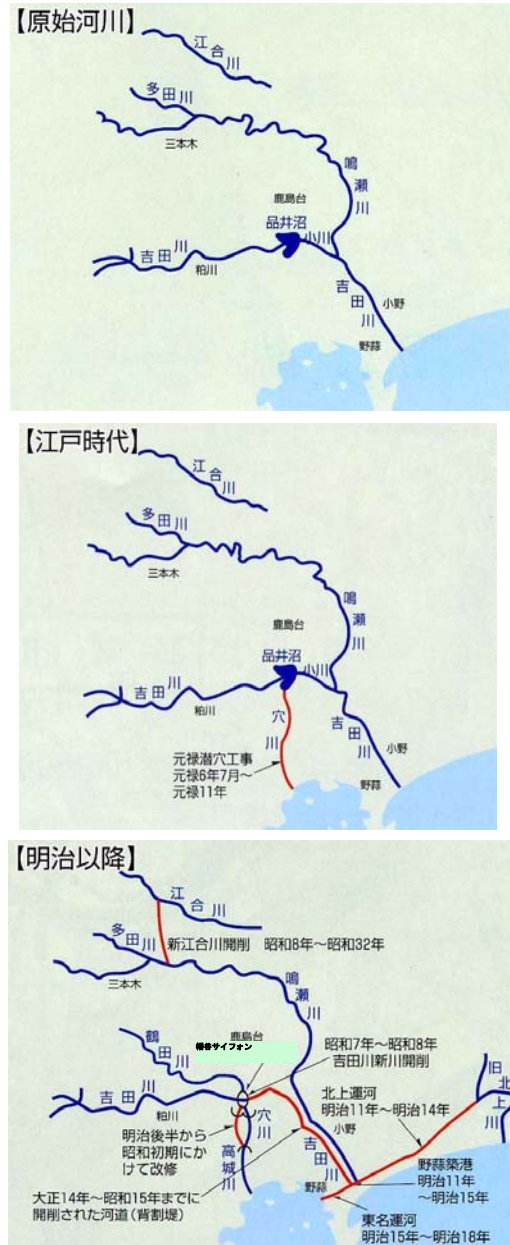 【原始河川】
江合川
多田川
三本木
鳴瀬川
鹿島台
品井沼
小川
吉田川
粕川
吉田川
小野
野蒜
【江戸時代】
江合川
多田川
三本木
鳴瀬川
鹿島台
品井沼
小川
吉田川
粕川
穴川
吉田川
小野
野蒜
元禄潜穴工事
元禄6年7月～
元禄11年
【明治以降】
江合川
多田川
新江合川開削 昭和8年～昭和32年
三本木
鳴瀬川
鶴田川
鹿島台
幡谷サイフォン
昭和7年～昭和8年
吉田川新川開削
旧北上川
北上運河
明治11年～明治14年
吉田川
粕川
穴川
小野
明治後半から
昭和初期にか
けて改修
高城川
吉田川
野蒜築港
明治11年
～明治15年
大正14年～昭和15年までに
開削された河道（背割堤）
野蒜
東名運河
明治15年～明治18年